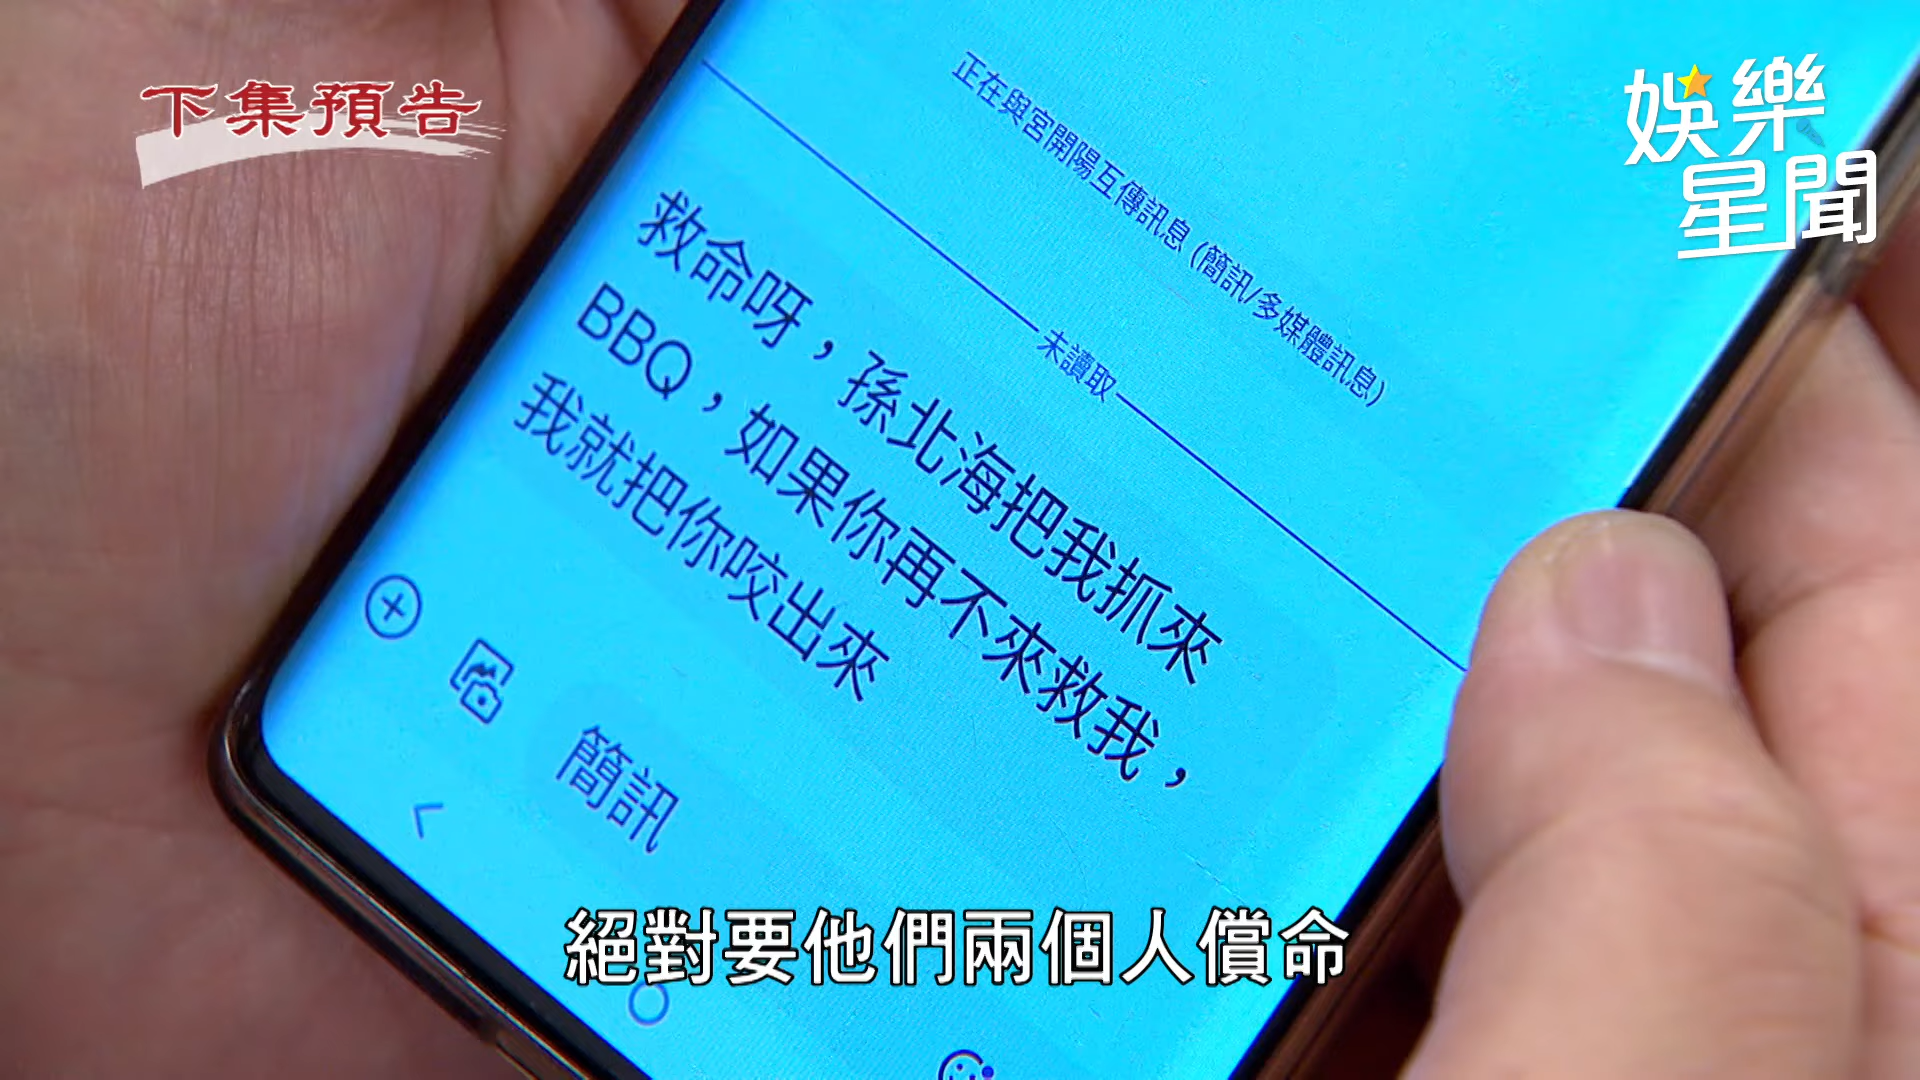 下集預告
娛樂
星聞
正在與宮開陽互傳訊息 (簡訊/多媒體訊息)
未讀取
救命呀，孫北海把我抓來
BBQ，如果你再不來救我，
我就把你咬出來
簡訊
絕對要他們兩個人償命